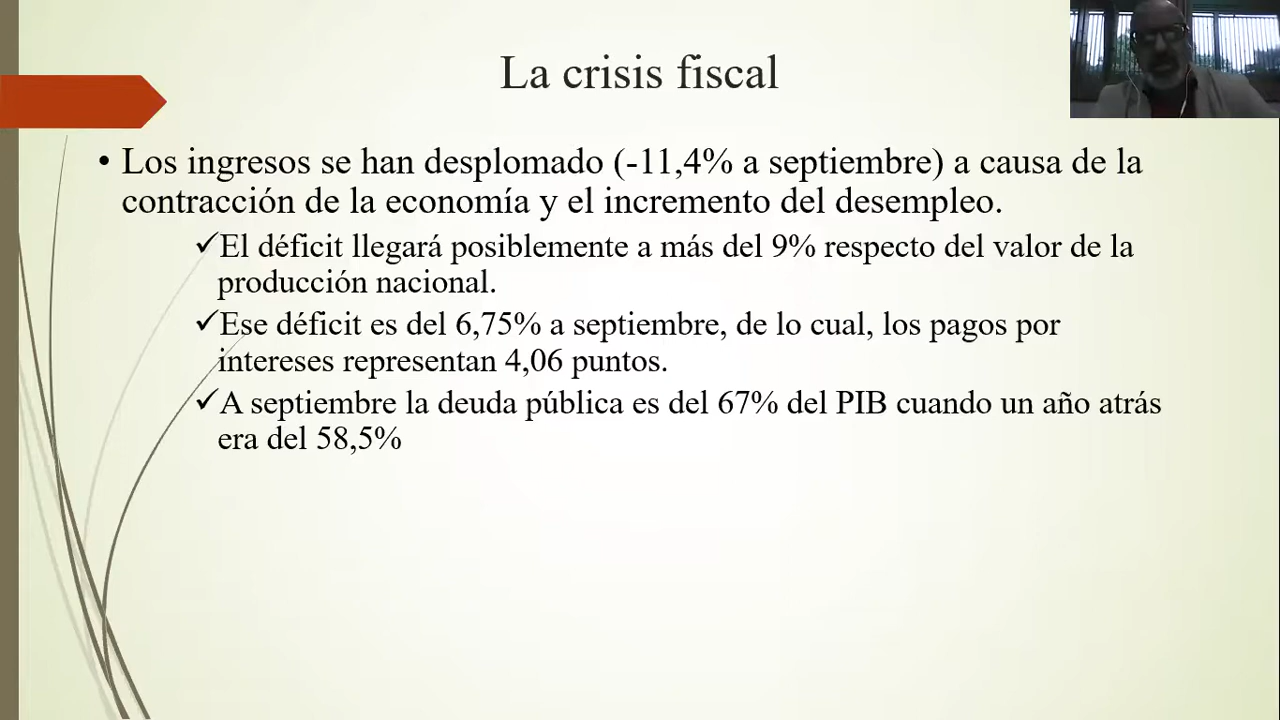 La crisis fiscal
• Los ingresos se han desplomado (-11,4% a septiembre) a causa de la
contracción de la economía y el incremento del desempleo.
✓El déficit llegará posiblemente a más del 9% respecto del valor de la
producción nacional.
✓Ese déficit es del 6,75% a septiembre, de lo cual, los pagos por
intereses representan 4,06 puntos.
✓A septiembre la deuda pública es del 67% del PIB cuando un año atrás
era del 58,5%